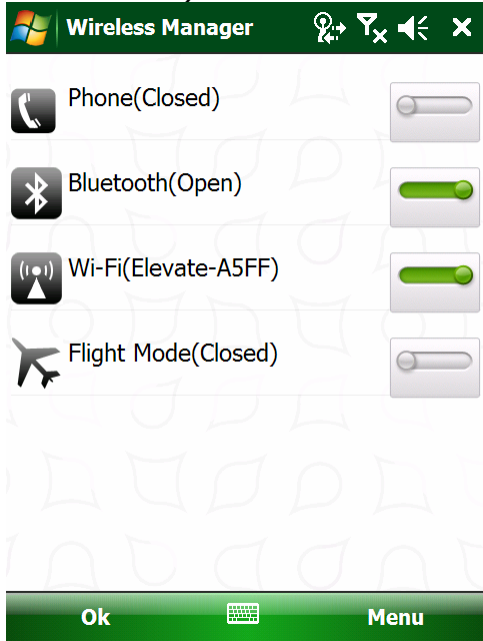 Wireless Manager
Phone(Closed)
Bluetooth(Open)
Wi-Fi(Elevate-A5FF)
Flight Mode(Closed)
Ok
Menu